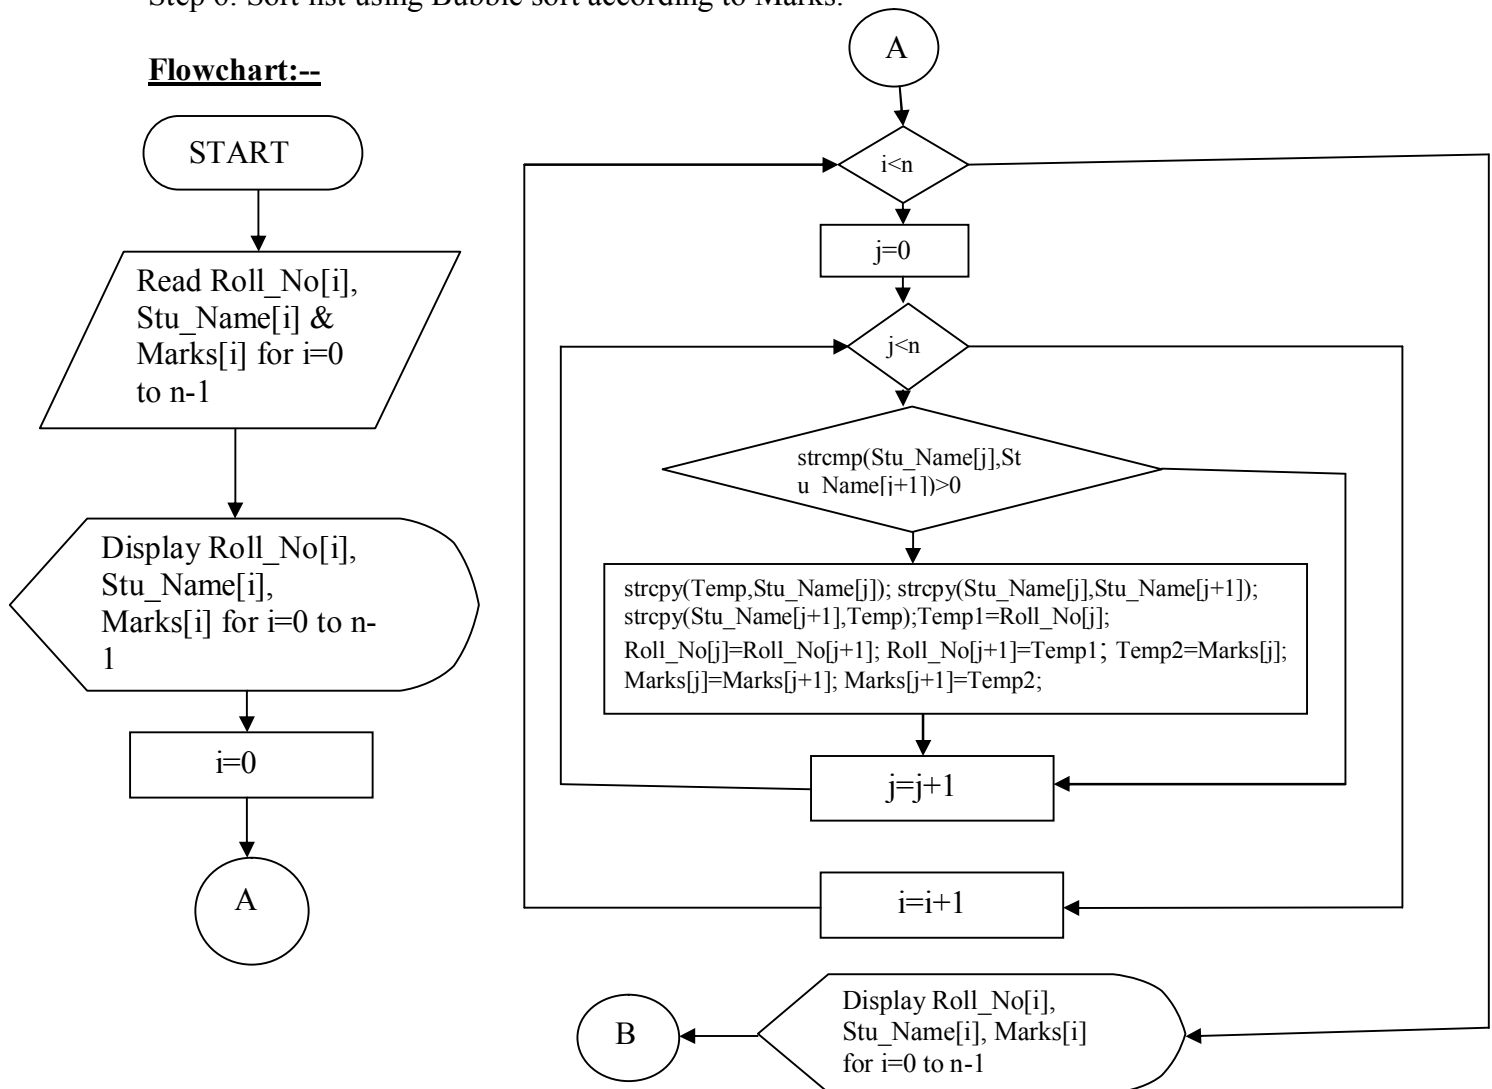 Step 6: Sort list using Bubble sort according to Marks.
Flowchart:--
START
Read Roll_No[i],
Stu_Name[i] &
Marks[i] for i=0
to n-1
Display Roll_No[i],
Stu_Name[i],
Marks[i] for i=0 to n-
1
i=0
A
A
i<n
j=0
j<n
strcmp(Stu_Name[j],St
u_Name[j+1])>0
strcpy(Temp,Stu_Name[j]); strcpy(Stu_Name[j],Stu_Name[j+1]);
strcpy(Stu_Name[j+1],Temp);Temp1=Roll_No[j];
Roll_No[j]=Roll_No[j+1]; Roll_No[j+1]=Temp1; Temp2=Marks[j];
Marks[j]=Marks[j+1]; Marks[j+1]=Temp2;
j=j+1
i=i+1
Display Roll_No[i],
Stu_Name[i], Marks[i]
for i=0 to n-1
B